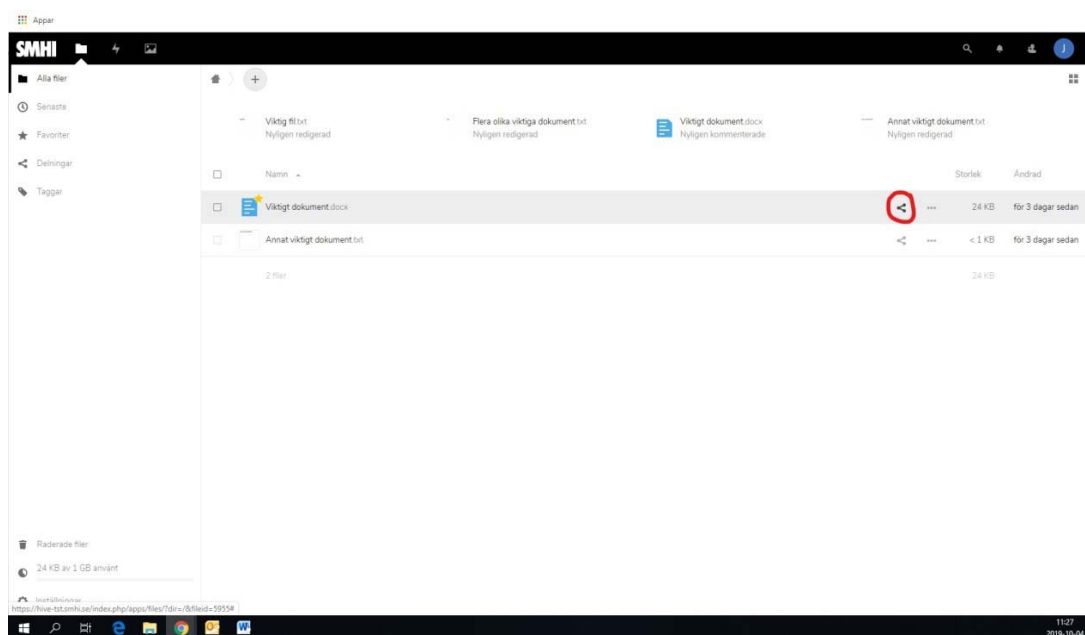 Appar
SMHI
J
Alla filer
Senaste
Favoriter
Delningar
Taggar
Viktig fil.txt
Nyligen redigerad
Flera olika viktiga dokument.txt
Nyligen redigerad
Viktigt dokument.docx
Nyligen kommenterade
Annat viktigt dokument.txt
Nyligen redigerad
Namn
Storlek
Ändrad
Viktigt dokument.docx
24 KB
för 3 dagar sedan
Annat viktigt dokument.txt
< 1 KB
för 3 dagar sedan
2 filer
24 KB
Raderade filer
24 KB av 1 GB använt
Inställningar
https://hive-tst.smhi.se/index.php/apps/files/?dir=/&fileid=5955#
11:27
2019-10-04